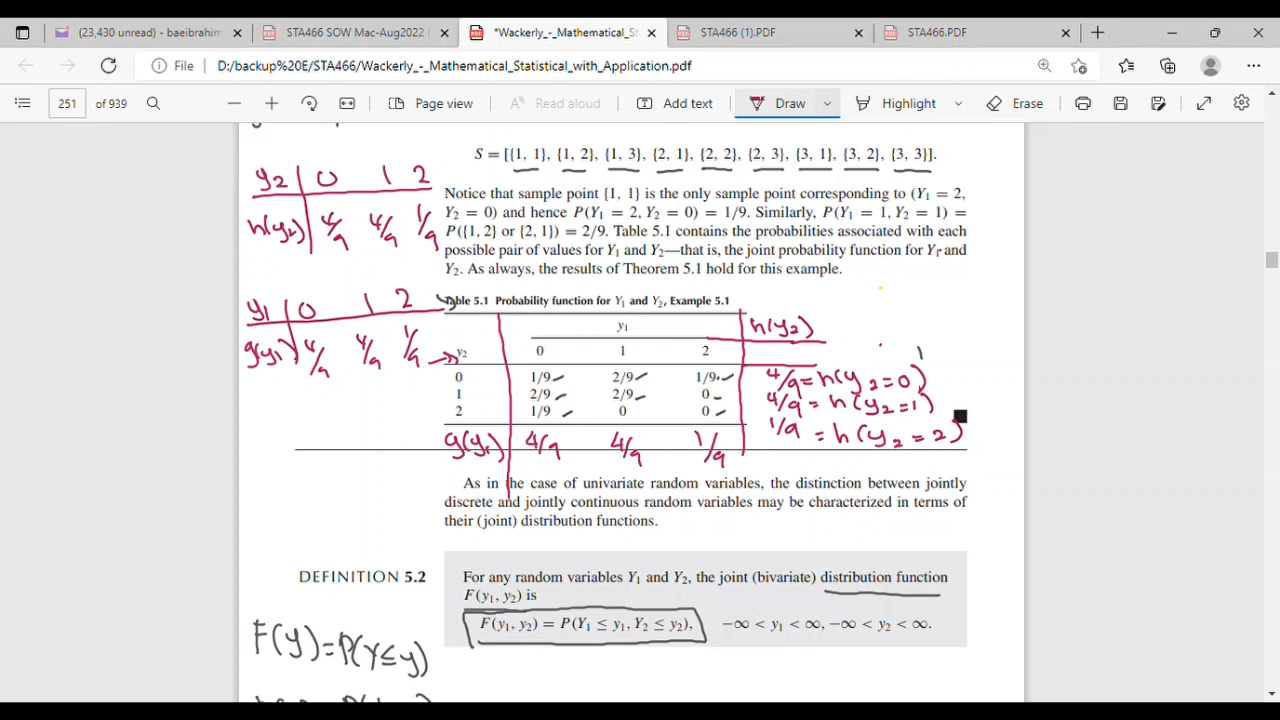 (23,430 unread) - baeibrahim
STA466 SOW Mac-Aug2022 (
*Wackerly_-_Mathematical_S
STA466 (1).PDF
STA466.PDF
File
D:/backup%20E/STA466/Wackerly_-_Mathematical_Statistical_with_Application.pdf
251 of 939
Page view
Read aloud
Add text
Draw
Highlight
Erase
S = [{1, 1}, {1, 2}, {1, 3}, {2, 1}, {2, 2}, {2, 3}, {3, 1}, {3, 2}, {3, 3}].
y2 0 1 2
h(y2) 4/9 4/9 1/9
Notice that sample point {1, 1} is the only sample point corresponding to (Y1 = 2,
Y2 = 0) and hence P(Y1 = 2, Y2 = 0) = 1/9. Similarly, P(Y1 = 1, Y2 = 1) =
P({1, 2} or {2, 1}) = 2/9. Table 5.1 contains the probabilities associated with each
possible pair of values for Y1 and Y2—that is, the joint probability function for Y1 and
Y2. As always, the results of Theorem 5.1 hold for this example.
y1 0 1 2
g(y1) 4/9 4/9 1/9
Table 5.1 Probability function for Y1 and Y2, Example 5.1
y1 h(y2)
y2 0 1 2
0 1/9 2/9 1/9 4/9 = h(y2=0)
1 2/9 2/9 0 4/9 = h(y2=1)
2 1/9 0 0 1/9 = h(y2=2)
g(y1) 4/9 4/9 1/9
As in the case of univariate random variables, the distinction between jointly
discrete and jointly continuous random variables may be characterized in terms of
their (joint) distribution functions.
DEFINITION 5.2
For any random variables Y1 and Y2, the joint (bivariate) distribution function
F(y1, y2) is
F(y1, y2) = P(Y1 ≤ y1, Y2 ≤ y2), −∞ < y1 < ∞, −∞ < y2 < ∞.
F(y)=P(Y≤y)